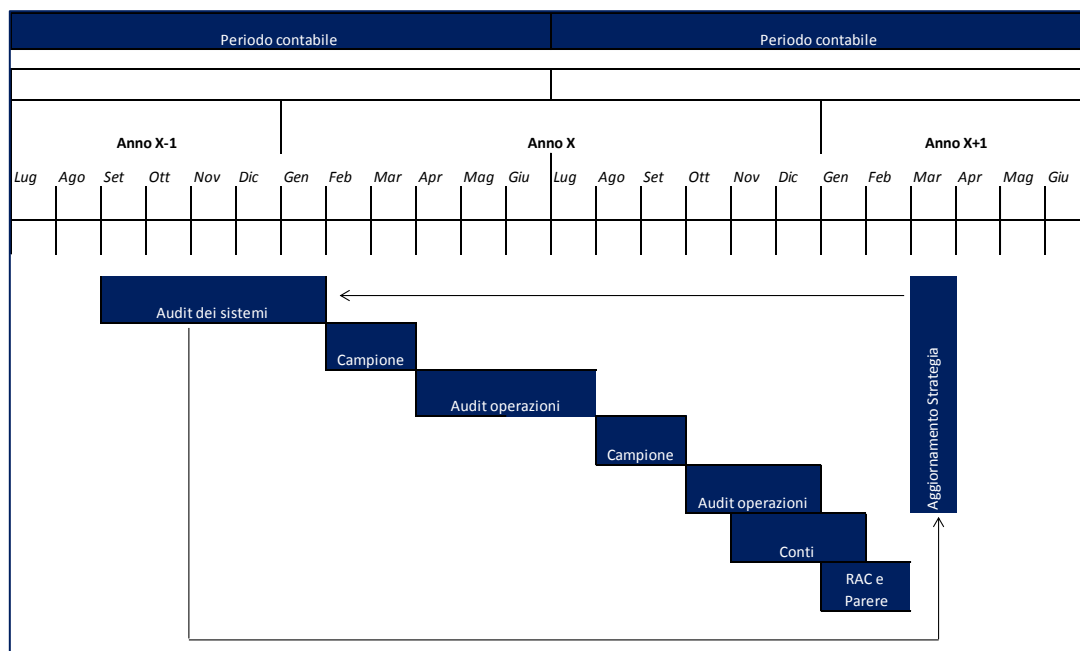 Periodo contabile Periodo contabile
Anno X-1 Anno X Anno X+1
Lug Ago Set Ott Nov Dic Gen Feb Mar Apr Mag Giu Lug Ago Set Ott Nov Dic Gen Feb Mar Apr Mag Giu
Audit dei sistemi
Campione
Audit operazioni
Campione
Audit operazioni
Conti
RAC e
Parere
Aggiornamento Strategia